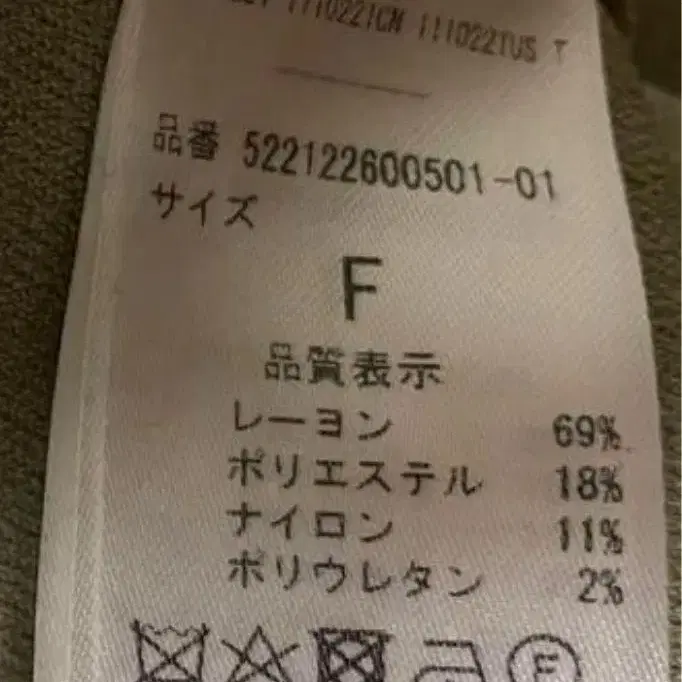 品番 522122600501-01
サイズ
F
品質表示
レーヨン 69%
ポリエステル 18%
ナイロン 11%
ポリウレタン 2%
F